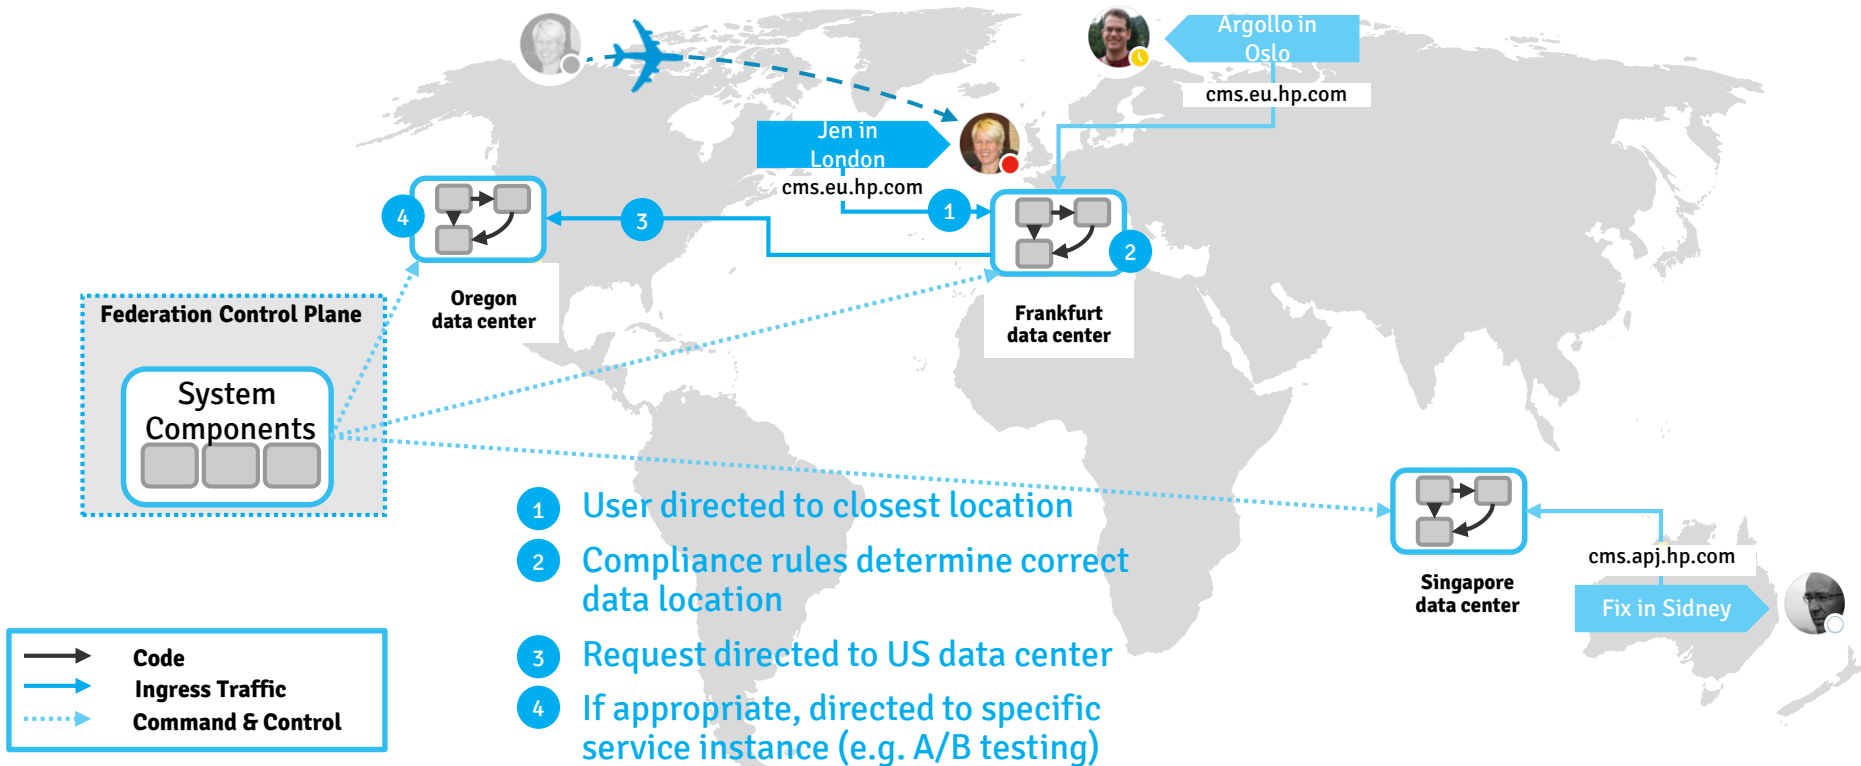 Argollo in
Oslo
cms.eu.hp.com
Jen in
London
cms.eu.hp.com
1
3
4
2
Oregon
data center
Frankfurt
data center
Federation Control Plane
System
Components
1 User directed to closest location
2 Compliance rules determine correct
data location
3 Request directed to US data center
4 If appropriate, directed to specific
service instance (e.g. A/B testing)
cms.apj.hp.com
Singapore
data center
Fix in Sidney
Code
Ingress Traffic
Command & Control